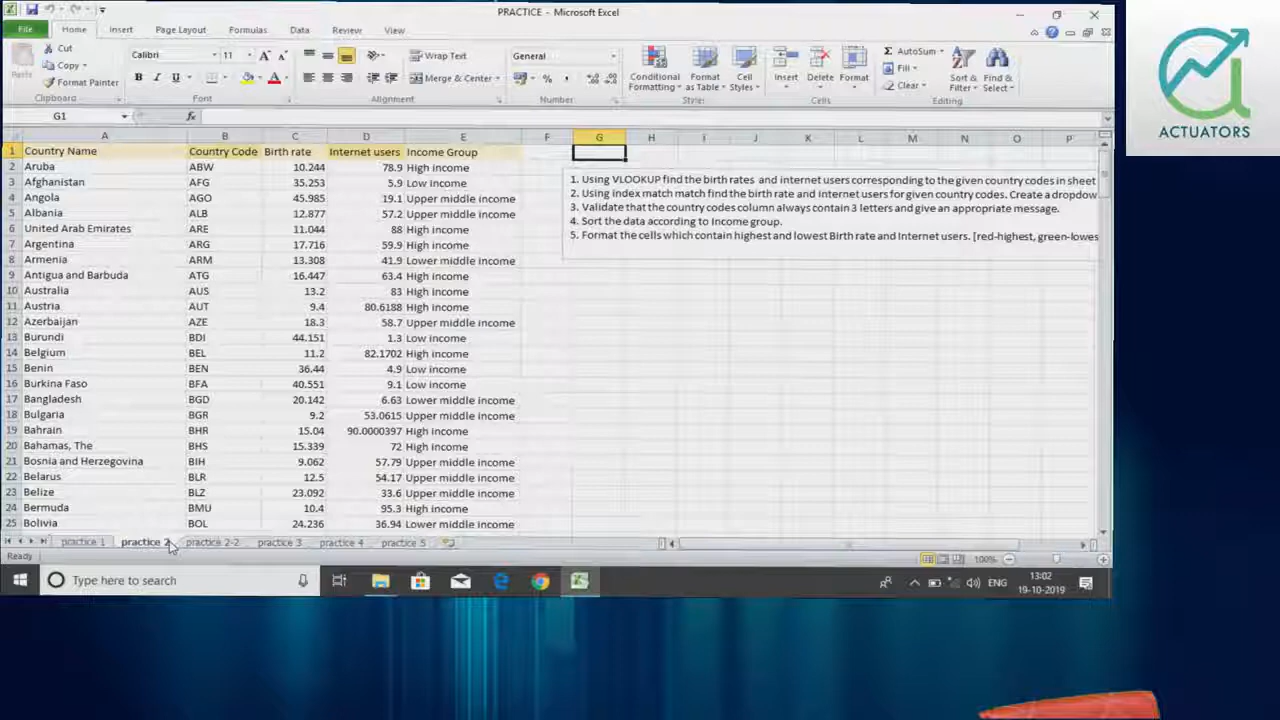 PRACTICE - Microsoft Excel
File Home Insert Page Layout Formulas Data Review View
Paste
Cut
Copy
Format Painter
Clipboard
Calibri 11
B I U
Font
Wrap Text
Merge & Center
Alignment
General
Number
Conditional Formatting
Format as Table
Cell Styles
Insert Delete Format
Cells
AutoSum
Fill
Clear
Sort & Filter
Find & Select
Editing
ACTUATORS
G1 fx
A B C D E F G H I J K L M N O P
1 Country Name Country Code Birth rate Internet users Income Group
2 Aruba ABW 10.244 78.9 High income
3 Afghanistan AFG 35.253 5.9 Low income
4 Angola AGO 45.985 19.1 Upper middle income
5 Albania ALB 12.877 57.2 Upper middle income
6 United Arab Emirates ARE 11.044 88 High income
7 Argentina ARG 17.716 59.9 High income
8 Armenia ARM 13.308 41.9 Lower middle income
9 Antigua and Barbuda ATG 16.447 63.4 High income
10 Australia AUS 13.2 83 High income
11 Austria AUT 9.4 80.6188 High income
12 Azerbaijan AZE 18.3 58.7 Upper middle income
13 Burundi BDI 44.151 1.3 Low income
14 Belgium BEL 11.2 82.1702 High income
15 Benin BEN 36.44 4.9 Low income
16 Burkina Faso BFA 40.551 9.1 Low income
17 Bangladesh BGD 20.142 6.63 Lower middle income
18 Bulgaria BGR 9.2 53.0615 Upper middle income
19 Bahrain BHR 15.04 90.0000397 High income
20 Bahamas, The BHS 15.339 72 High income
21 Bosnia and Herzegovina BIH 9.062 57.79 Upper middle income
22 Belarus BLR 12.5 54.17 Upper middle income
23 Belize BLZ 23.092 33.6 Upper middle income
24 Bermuda BMU 10.4 95.3 High income
25 Bolivia BOL 24.236 36.94 Lower middle income
1. Using VLOOKUP find the birth rates and internet users corresponding to the given country codes in sheet
2. Using index match match find the birth rate and internet users for given country codes. Create a dropdow
3. Validate that the country codes column always contain 3 letters and give an appropriate message.
4. Sort the data according to Income group.
5. Format the cells which contain highest and lowest Birth rate and Internet users. [red-highest, green-lowes
practice 1 practice 2 practice 2-2 practice 3 practice 4 practice 5
Ready 100%
Type here to search
ENG
13:02
19-10-2019